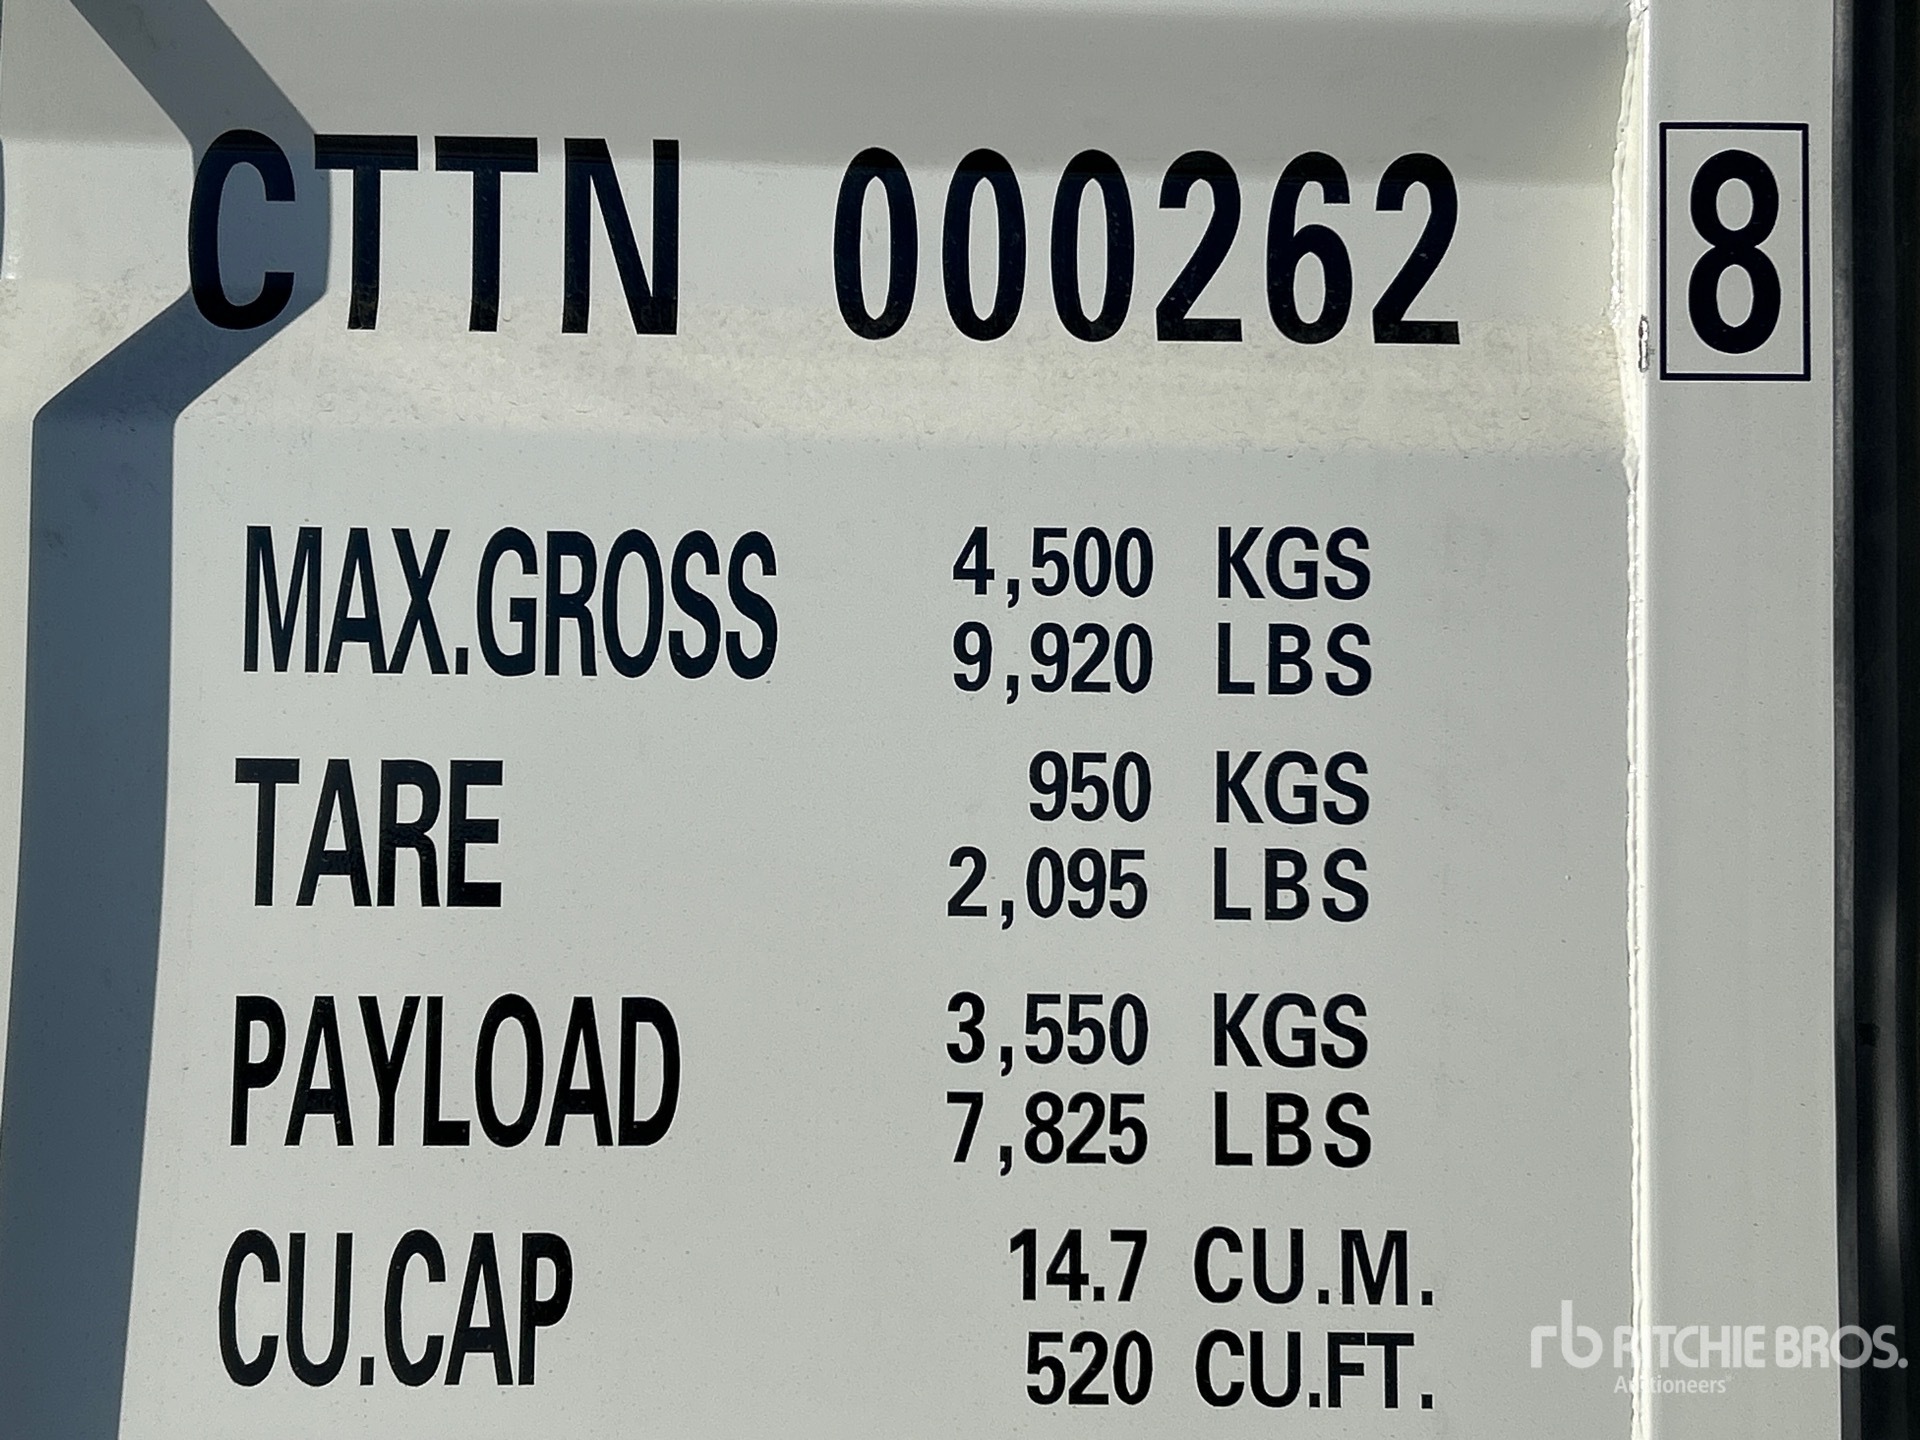 CTTN 000262 8
MAX.GROSS 4,500 KGS
9,920 LBS
TARE 950 KGS
2,095 LBS
PAYLOAD 3,550 KGS
7,825 LBS
CU.CAP 14.7 CU.M.
520 CU.FT.
rb RITCHIE BROS.
Auctioneers